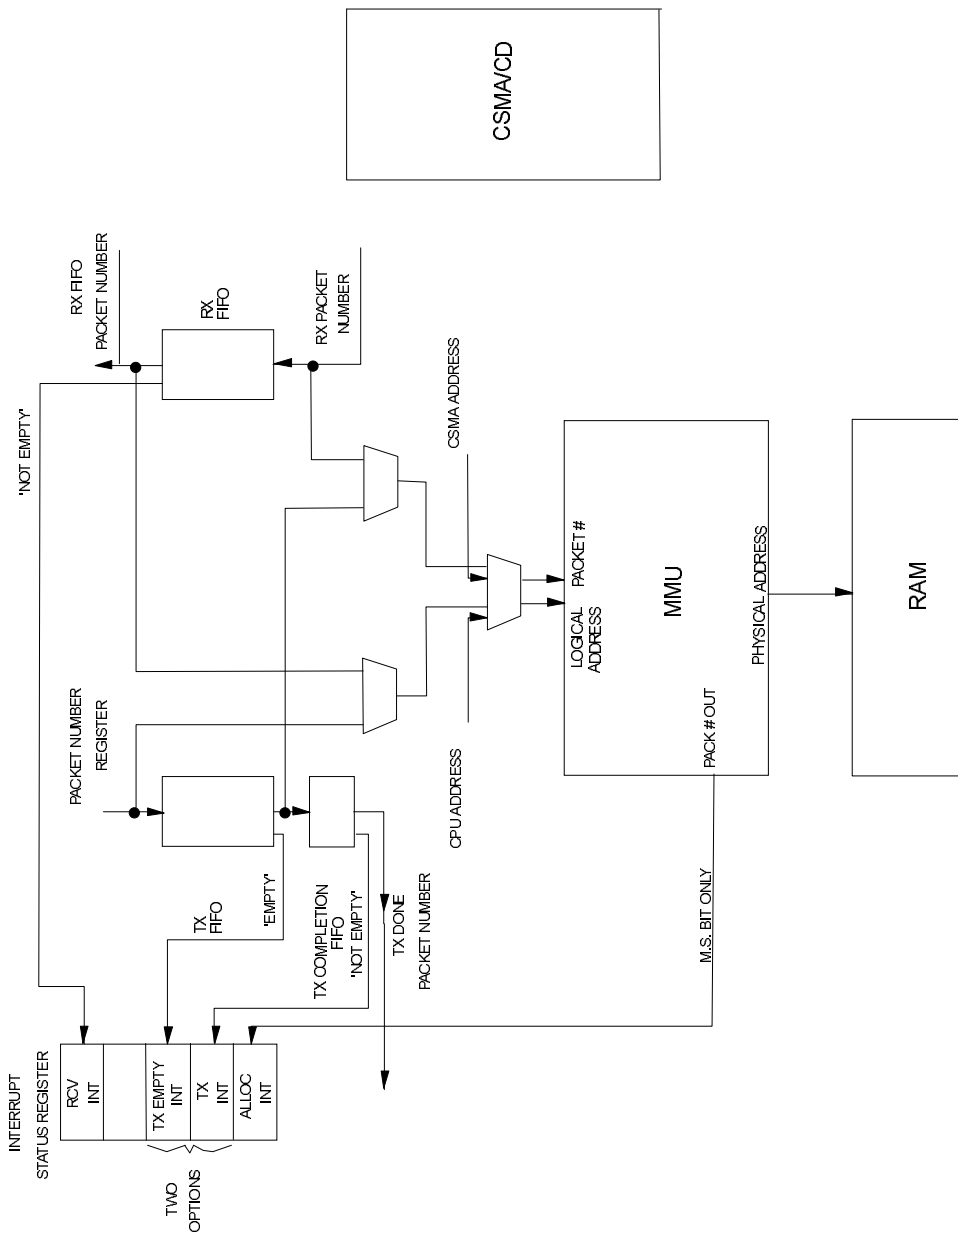 INTERRUPT
STATUS REGISTER
RCV
INT
TX EMPTY
INT
TX
INT
ALLOC
INT
TWO
OPTIONS
'NOT EMPTY'
PACKET NUMBER
REGISTER
RX FIFO
PACKET NUMBER
TX
FIFO
'EMPTY'
TX COMPLETION
FIFO
'NOT EMPTY'
TX DONE
PACKET NUMBER
RX
FIFO
RX PACKET
NUMBER
CSMA/CD
CPU ADDRESS
CSMA ADDRESS
LOGICAL
ADDRESS
PACKET #
MMU
M.S. BIT ONLY
PACK # OUT
PHYSICAL ADDRESS
RAM